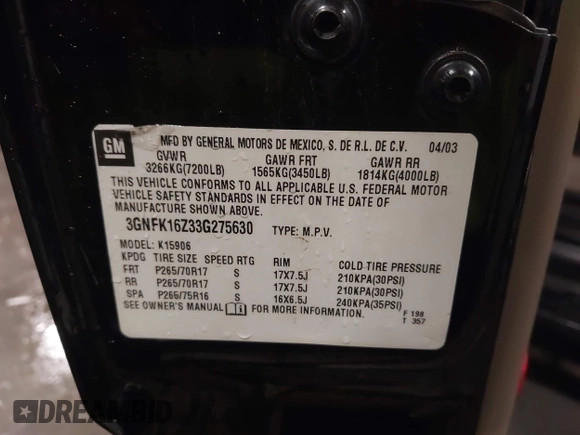 GM
MFD BY GENERAL MOTORS DE MEXICO, S. DE R.L. DE C.V. 04/03
GVWR GAWR FRT GAWR RR
3266KG(7200LB) 1565KG(3450LB) 1814KG(4000LB)
THIS VEHICLE CONFORMS TO ALL APPLICABLE U.S. FEDERAL MOTOR
VEHICLE SAFETY STANDARDS IN EFFECT ON THE DATE OF
MANUFACTURE SHOWN ABOVE.
3GNFK16Z33G275630 TYPE: M.P.V.
MODEL: K15906
KPDG TIRE SIZE SPEED RTG RIM COLD TIRE PRESSURE
FRT P265/70R17 S 17X7.5J 210KPA(30PSI)
RR P265/70R17 S 17X7.5J 210KPA(30PSI)
SPA P265/75R16 S 16X6.5J 240KPA(35PSI)
SEE OWNER'S MANUAL i FOR MORE INFORMATION. F 198
T 357
DREAMBID